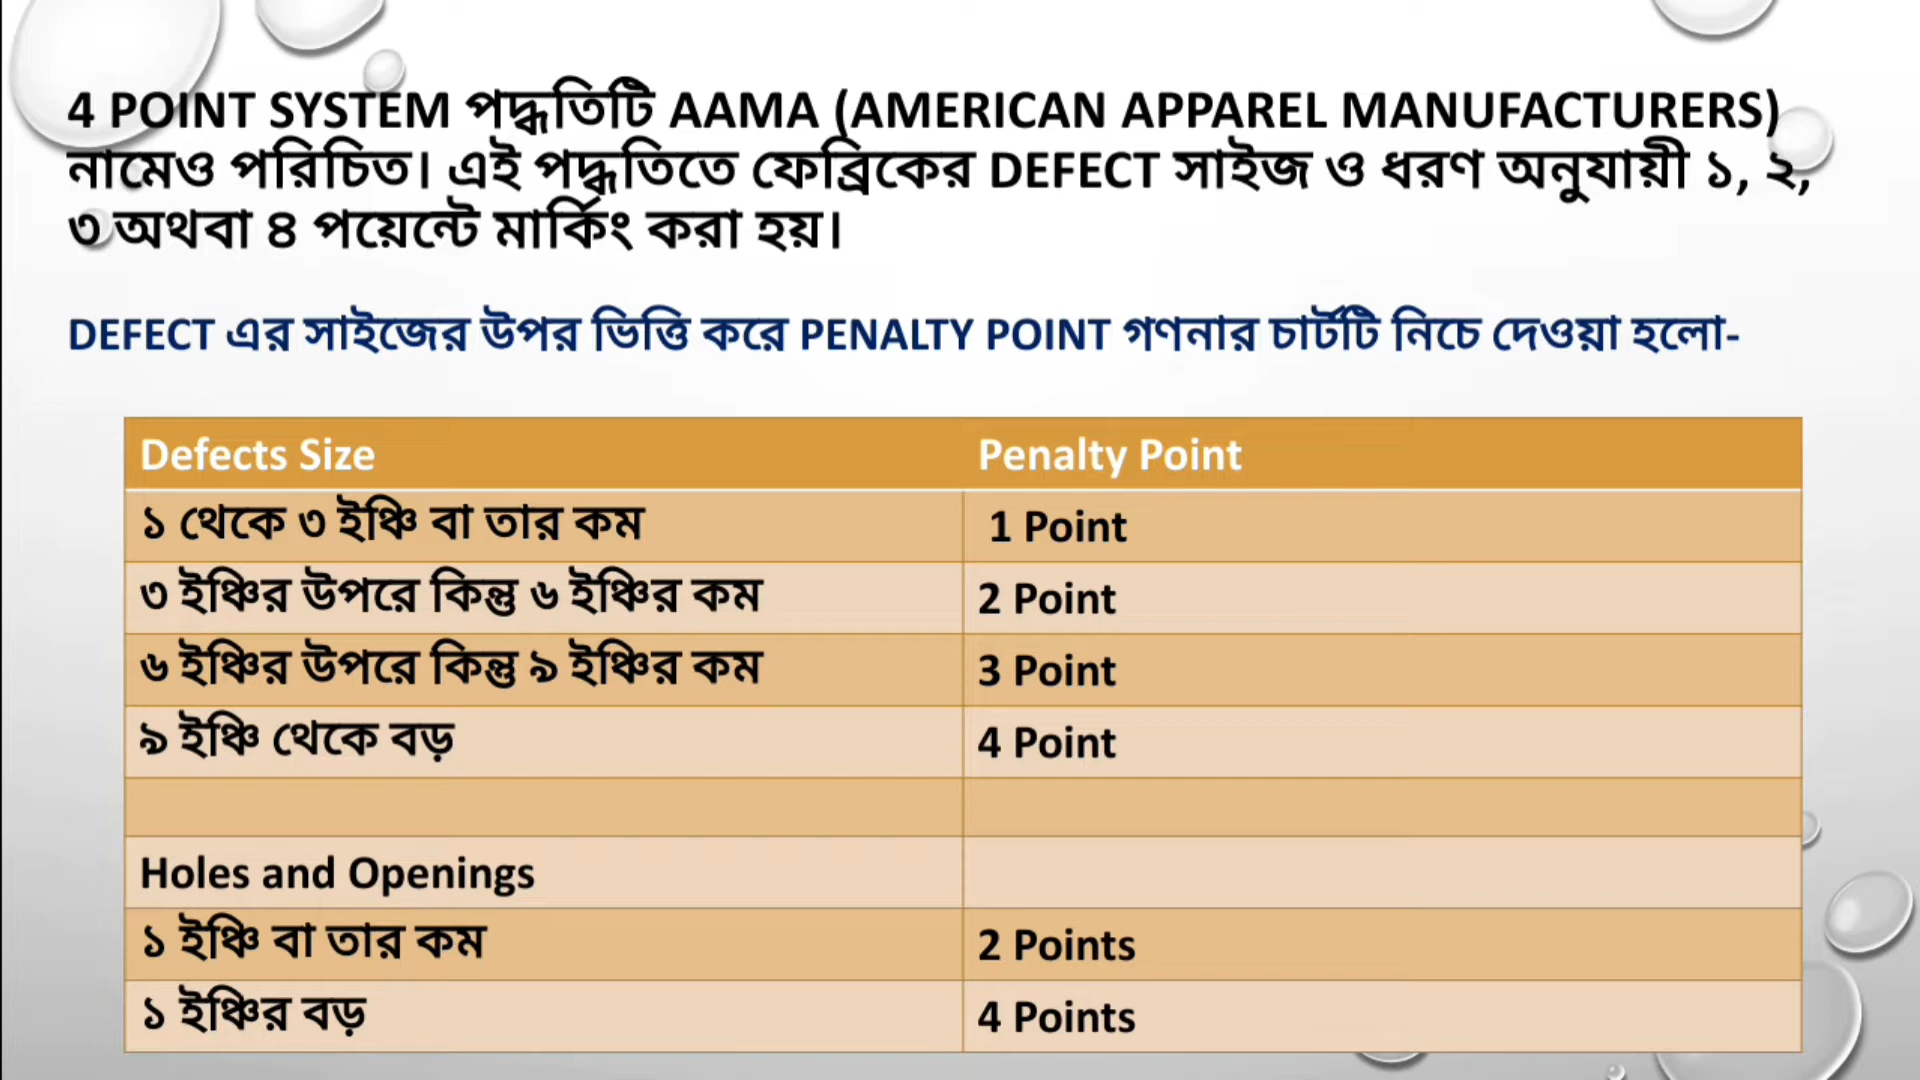 4 POINT SYSTEM পদ্ধতিটি AAMA (AMERICAN APPAREL MANUFACTURERS)
নামেও পরিচিত। এই পদ্ধতিতে ফেব্রিকের DEFECT সাইজ ও ধরণ অনুযায়ী ১, ২,
৩ অথবা ৪ পয়েন্টে মার্কিং করা হয়।
DEFECT এর সাইজের উপর ভিত্তি করে PENALTY POINT গণনার চার্টটি নিচে দেওয়া হলো-
Defects Size Penalty Point
১ থেকে ৩ ইঞ্চি বা তার কম 1 Point
৩ ইঞ্চির উপরে কিন্তু ৬ ইঞ্চির কম 2 Point
৬ ইঞ্চির উপরে কিন্তু ৯ ইঞ্চির কম 3 Point
৯ ইঞ্চি থেকে বড় 4 Point
Holes and Openings
১ ইঞ্চি বা তার কম 2 Points
১ ইঞ্চির বড় 4 Points